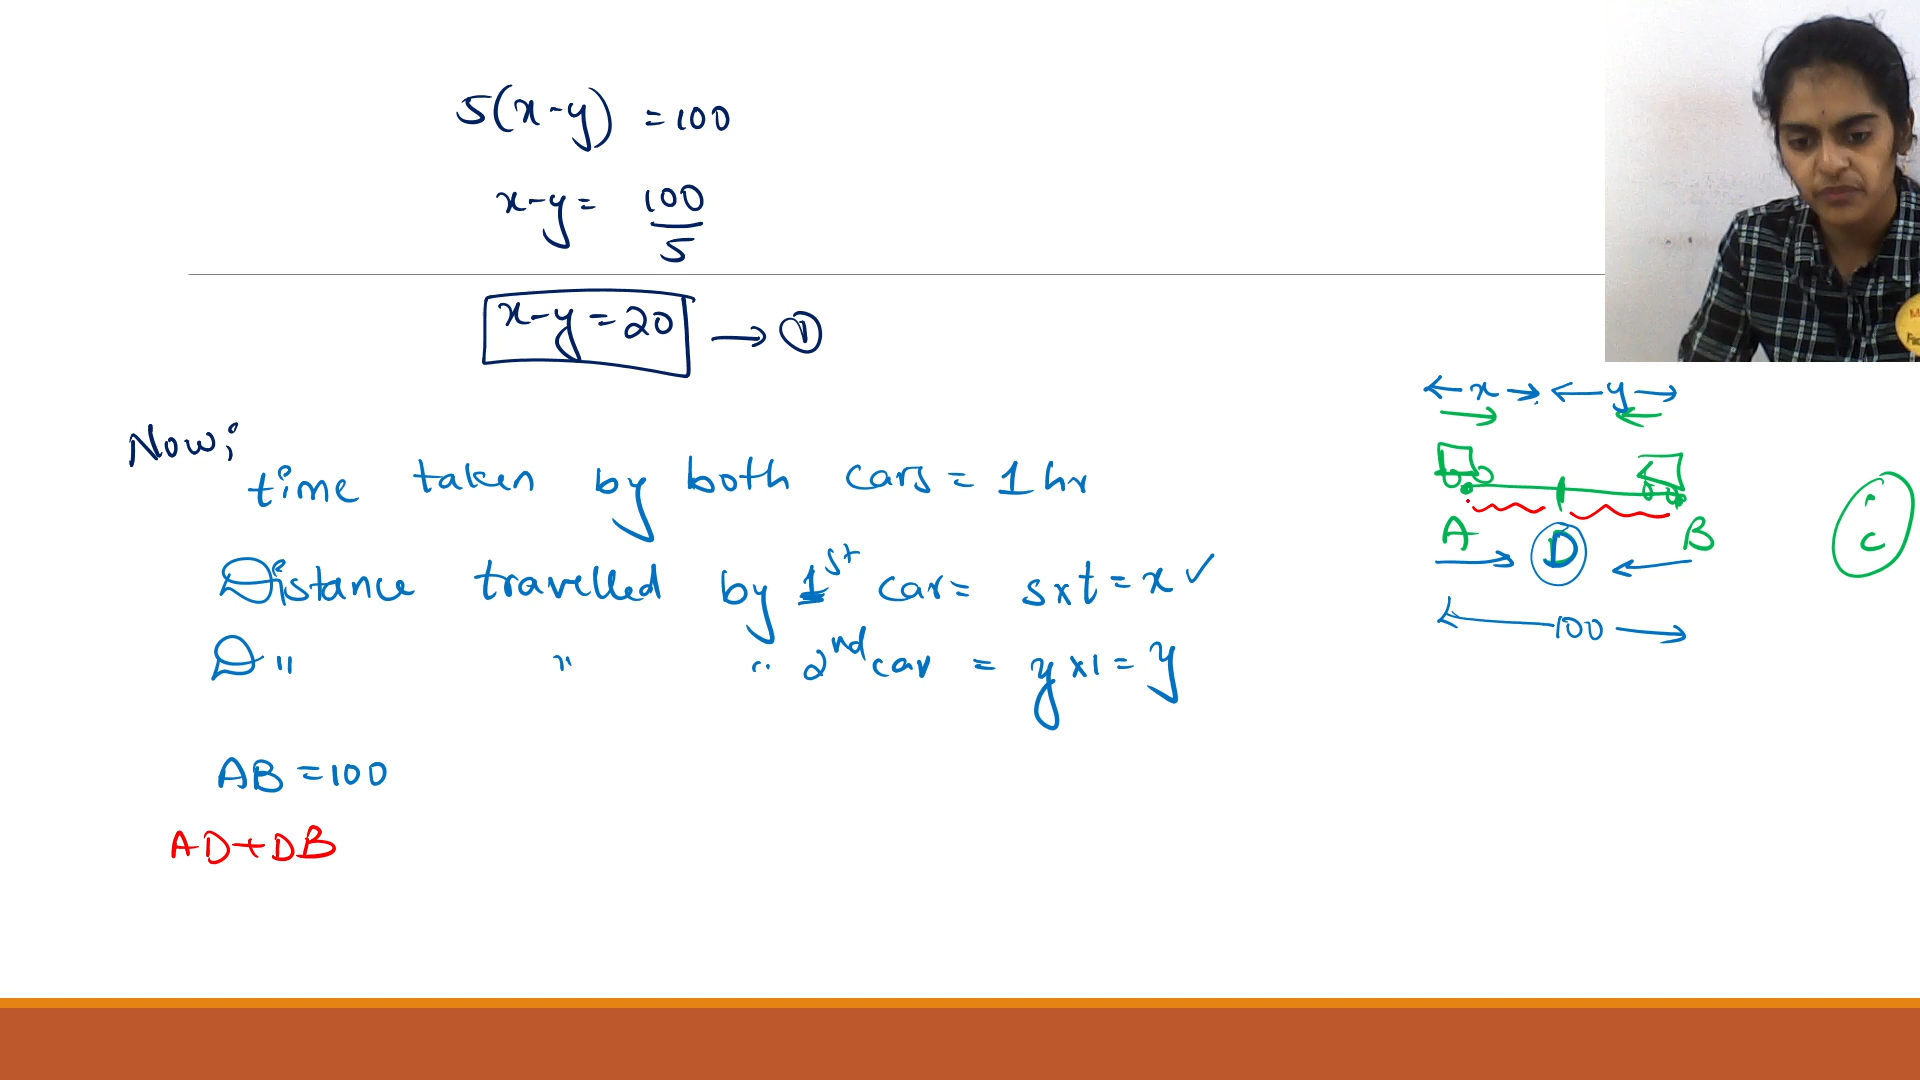 5(x-y) = 100
x-y = 100/5
x-y = 20 → ①
Now;
time taken by both cars = 1 hr
Distance travelled by 1st car = s×t = x ✓
D " " " 2nd car = y×1 = y
AB = 100
AD+DB
← x → ← y →
A D B
C
← 100 →